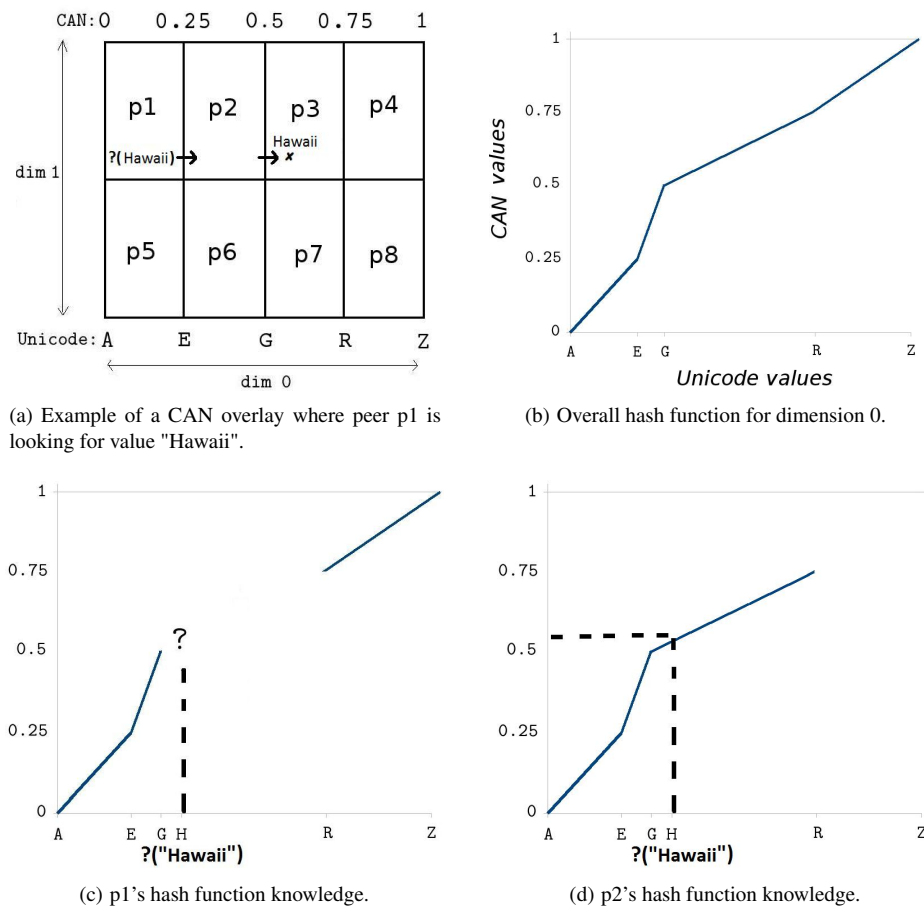 CAN: 0 0.25 0.5 0.75 1
p1 p2 p3 p4
Hawaii
?(Hawaii) x
dim 1
p5 p6 p7 p8
Unicode: A E G R Z
dim 0
(a) Example of a CAN overlay where peer p1 is
looking for value "Hawaii".
1
0.75
0.5
0.25
0
CAN values
A E G R Z
Unicode values
(b) Overall hash function for dimension 0.
1
0.75
?
0.5
0.25
0
A E G H R Z
?("Hawaii")
(c) p1's hash function knowledge.
1
0.75
0.5
0.25
0
A E G H R Z
?("Hawaii")
(d) p2's hash function knowledge.